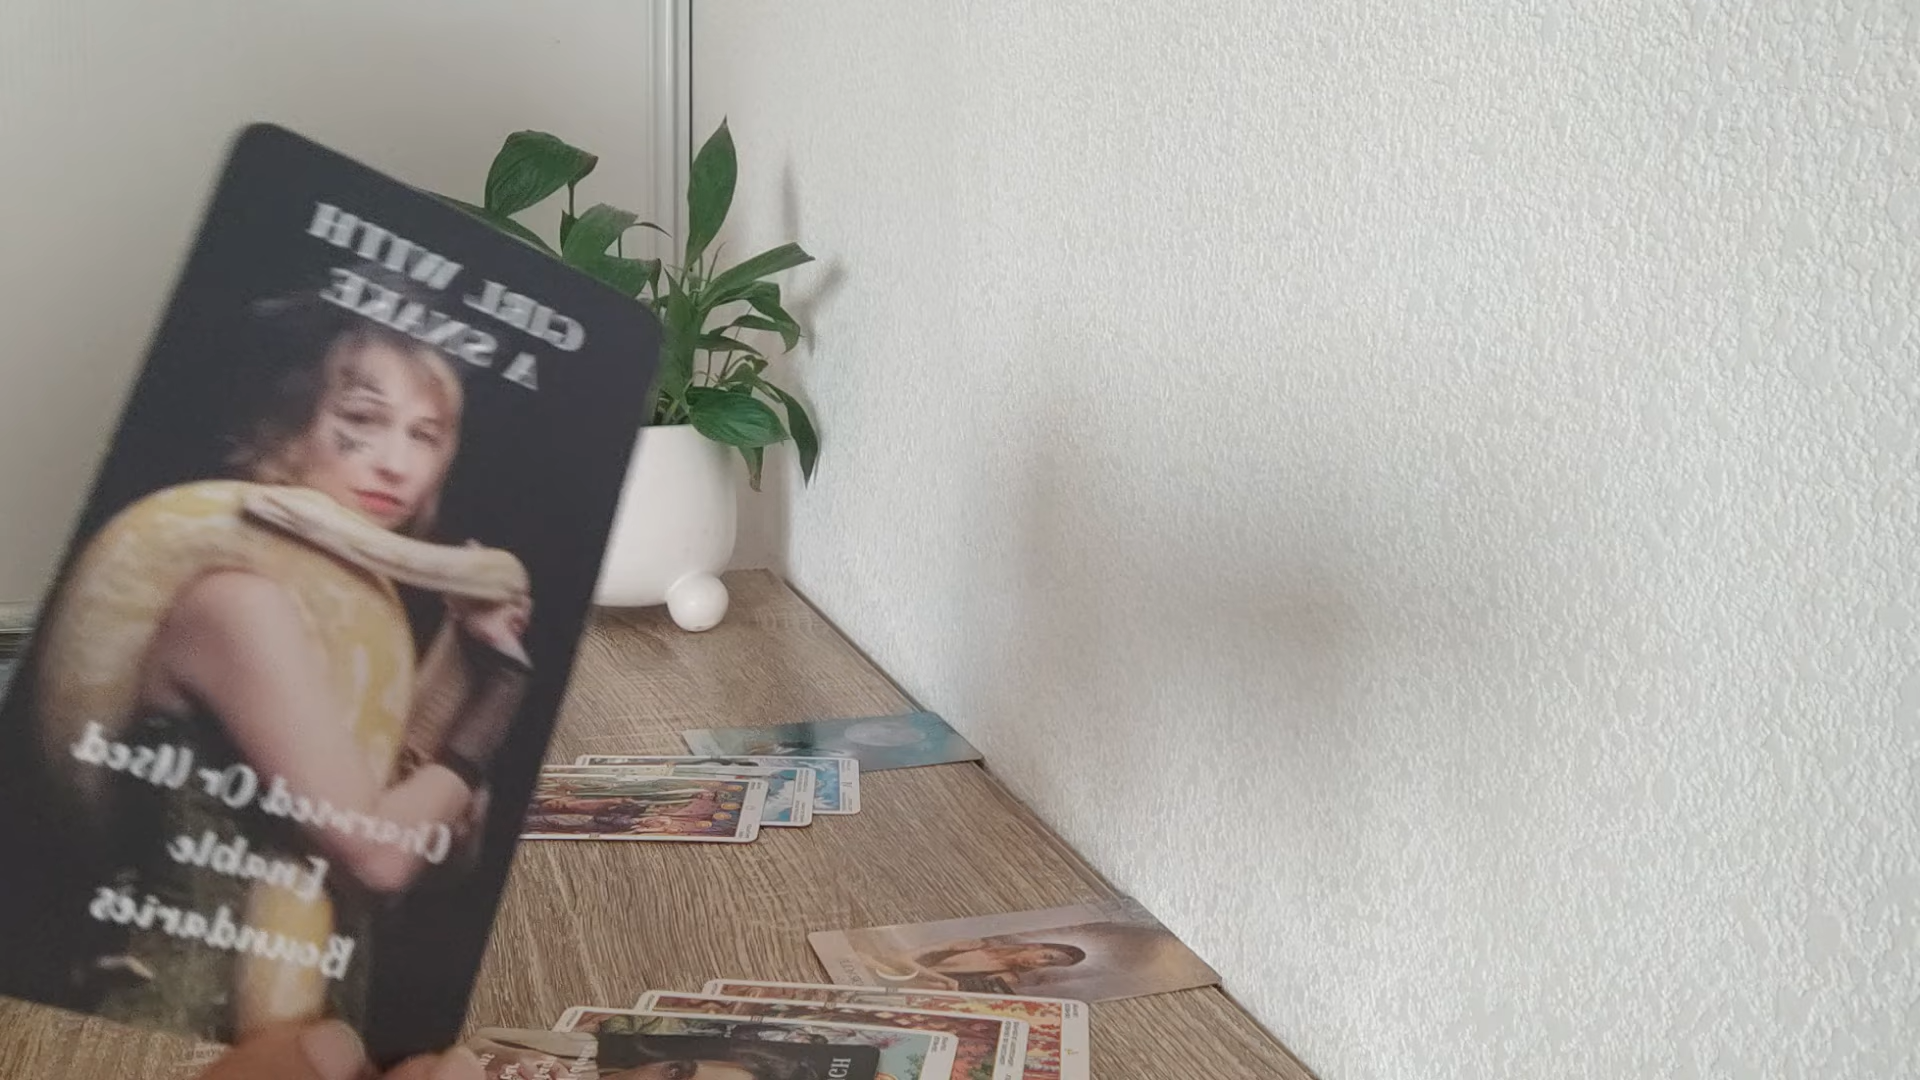 GIRL WITH
A SNAKE
Charmed Or Used.
Enable
Boundaries